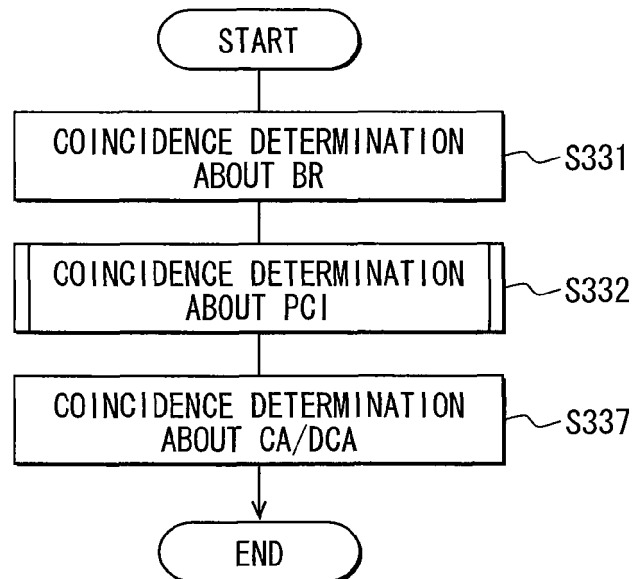 START
COINCIDENCE DETERMINATION
ABOUT BR
S331
COINCIDENCE DETERMINATION
ABOUT PCI
S332
COINCIDENCE DETERMINATION
ABOUT CA/DCA
S337
END